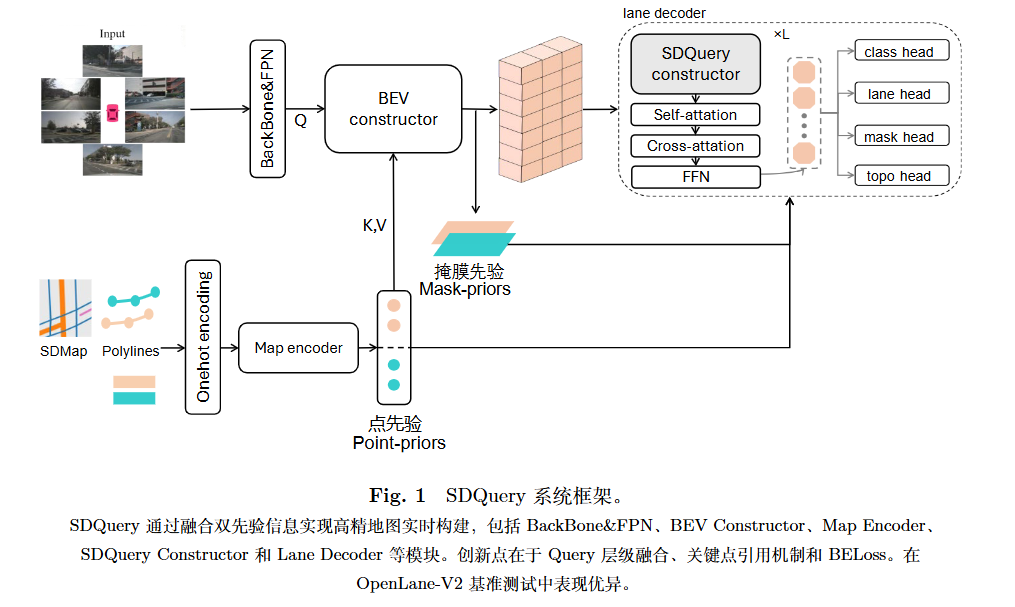 lane decoder
Input
×L
SDQuery
constructor
class head
BackBone&FPN
BEV
constructor
Q
lane head
Self-attation
Cross-attation
mask head
FFN
topo head
K,V
掩膜先验
Mask-priors
Onehot encoding
SDMap
Polylines
Map encoder
点先验
Point-priors
Fig. 1 SDQuery 系统框架。
SDQuery 通过融合双先验信息实现高精地图实时构建，包括 BackBone&FPN、BEV Constructor、Map Encoder、
SDQuery Constructor 和 Lane Decoder 等模块。创新点在于 Query 层级融合、关键点引用机制和 BELoss。在
OpenLane-V2 基准测试中表现优异。